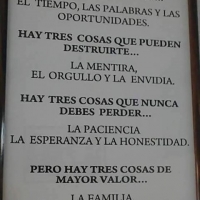 EL TIEMPO, LAS PALABRAS Y LAS
OPORTUNIDADES.
HAY TRES COSAS QUE PUEDEN
DESTRUIRTE...
LA MENTIRA,
EL ORGULLO Y LA ENVIDIA.
HAY TRES COSAS QUE NUNCA
DEBES PERDER...
LA PACIENCIA
LA ESPERANZA Y LA HONESTIDAD.
PERO HAY TRES COSAS DE
MAYOR VALOR...
LA FAMILIA